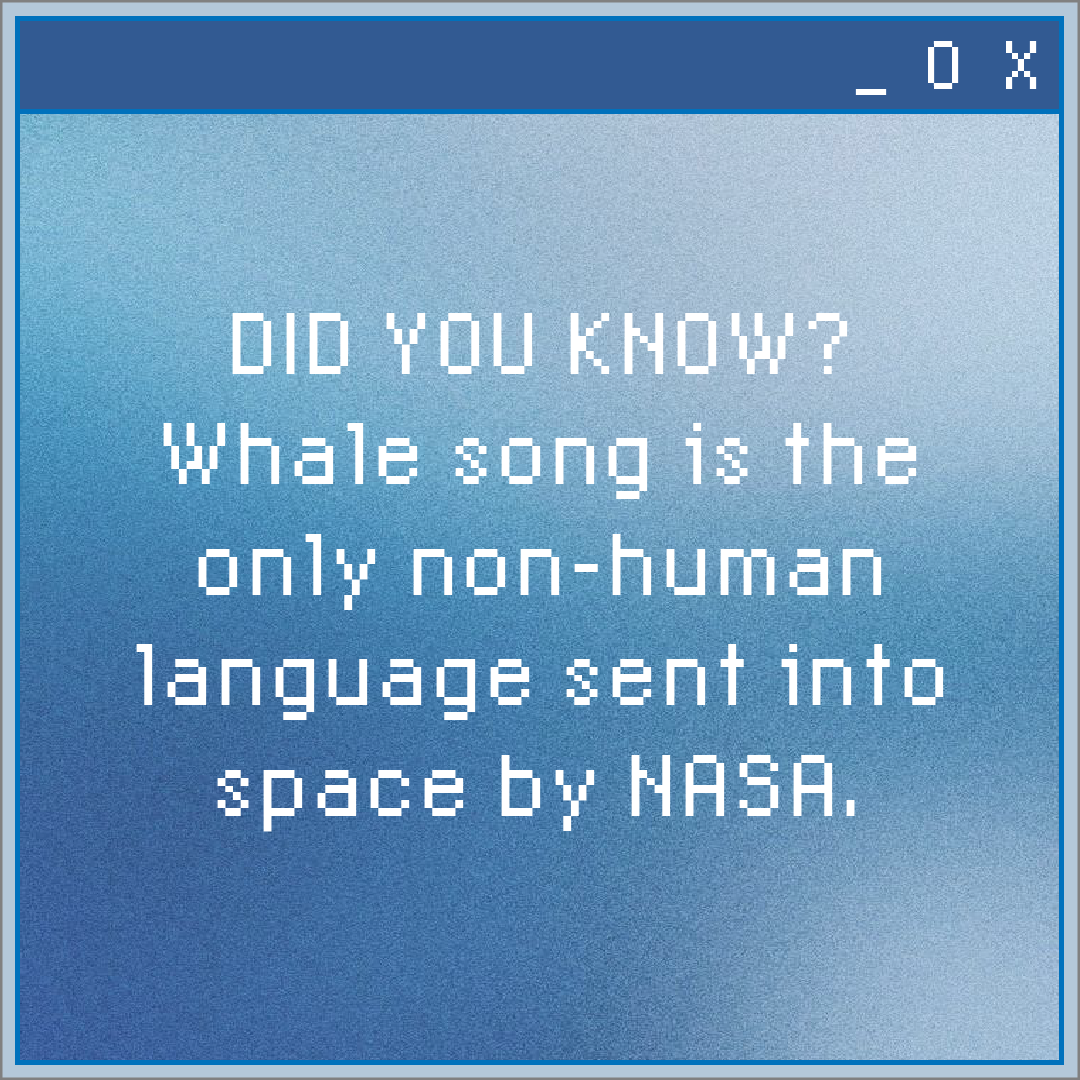 _ O X
DID YOU KNOW?
Whale song is the
only non-human
language sent into
space by NASA.